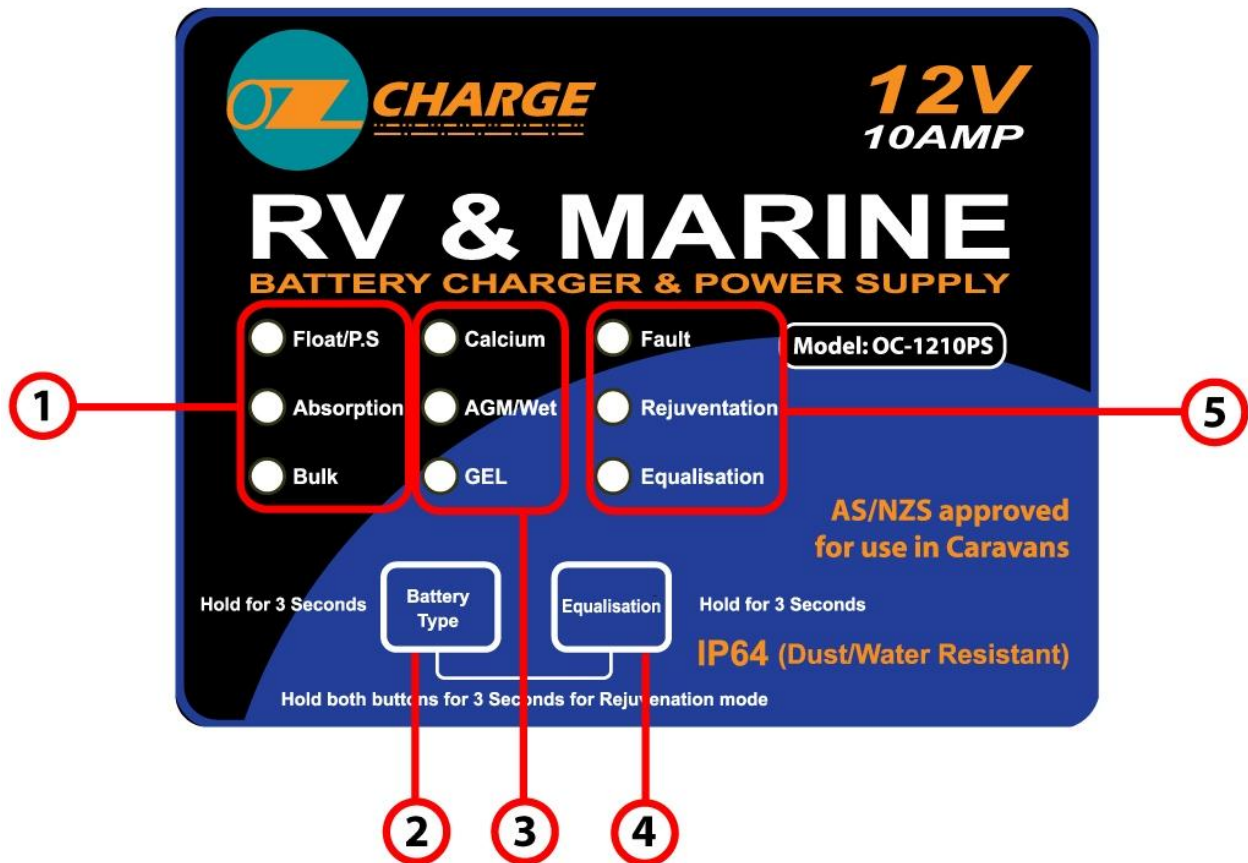 OZ CHARGE
12V
10AMP
RV & MARINE
BATTERY CHARGER & POWER SUPPLY
Float/P.S
Calcium
Fault
Model: OC-1210PS
1
Absorption
AGM/Wet
Rejuventation
5
Bulk
GEL
Equalisation
AS/NZS approved
for use in Caravans
Hold for 3 Seconds
Battery
Type
Equalisation
Hold for 3 Seconds
IP64 (Dust/Water Resistant)
Hold both buttons for 3 Seconds for Rejuvenation mode
2
3
4